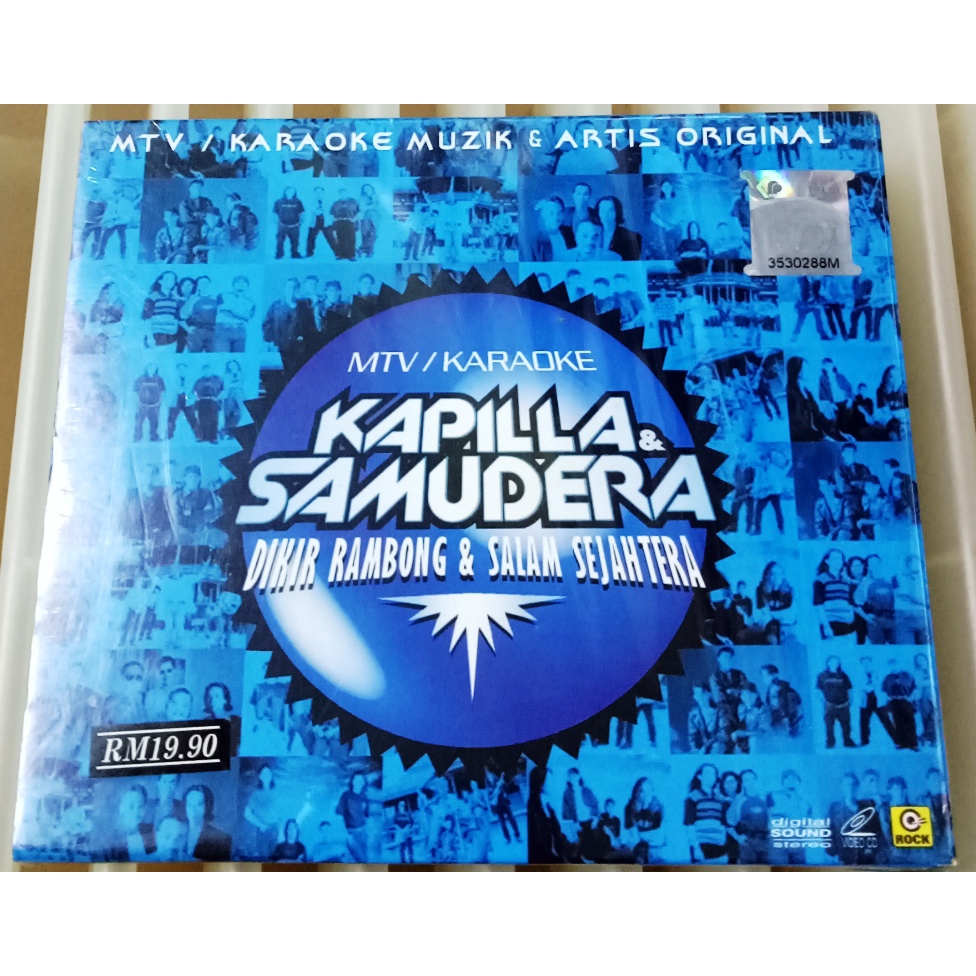 MTV / KARAOKE MUZIK & ARTIS ORIGINAL
3530288M
MTV / KARAOKE
KAPILLA &
SAMUDERA
DIKIR RAMBONG & SALAM SEJAHTERA
RM19.90
digital
SOUND
stereo
VIDEO CD
ROCK